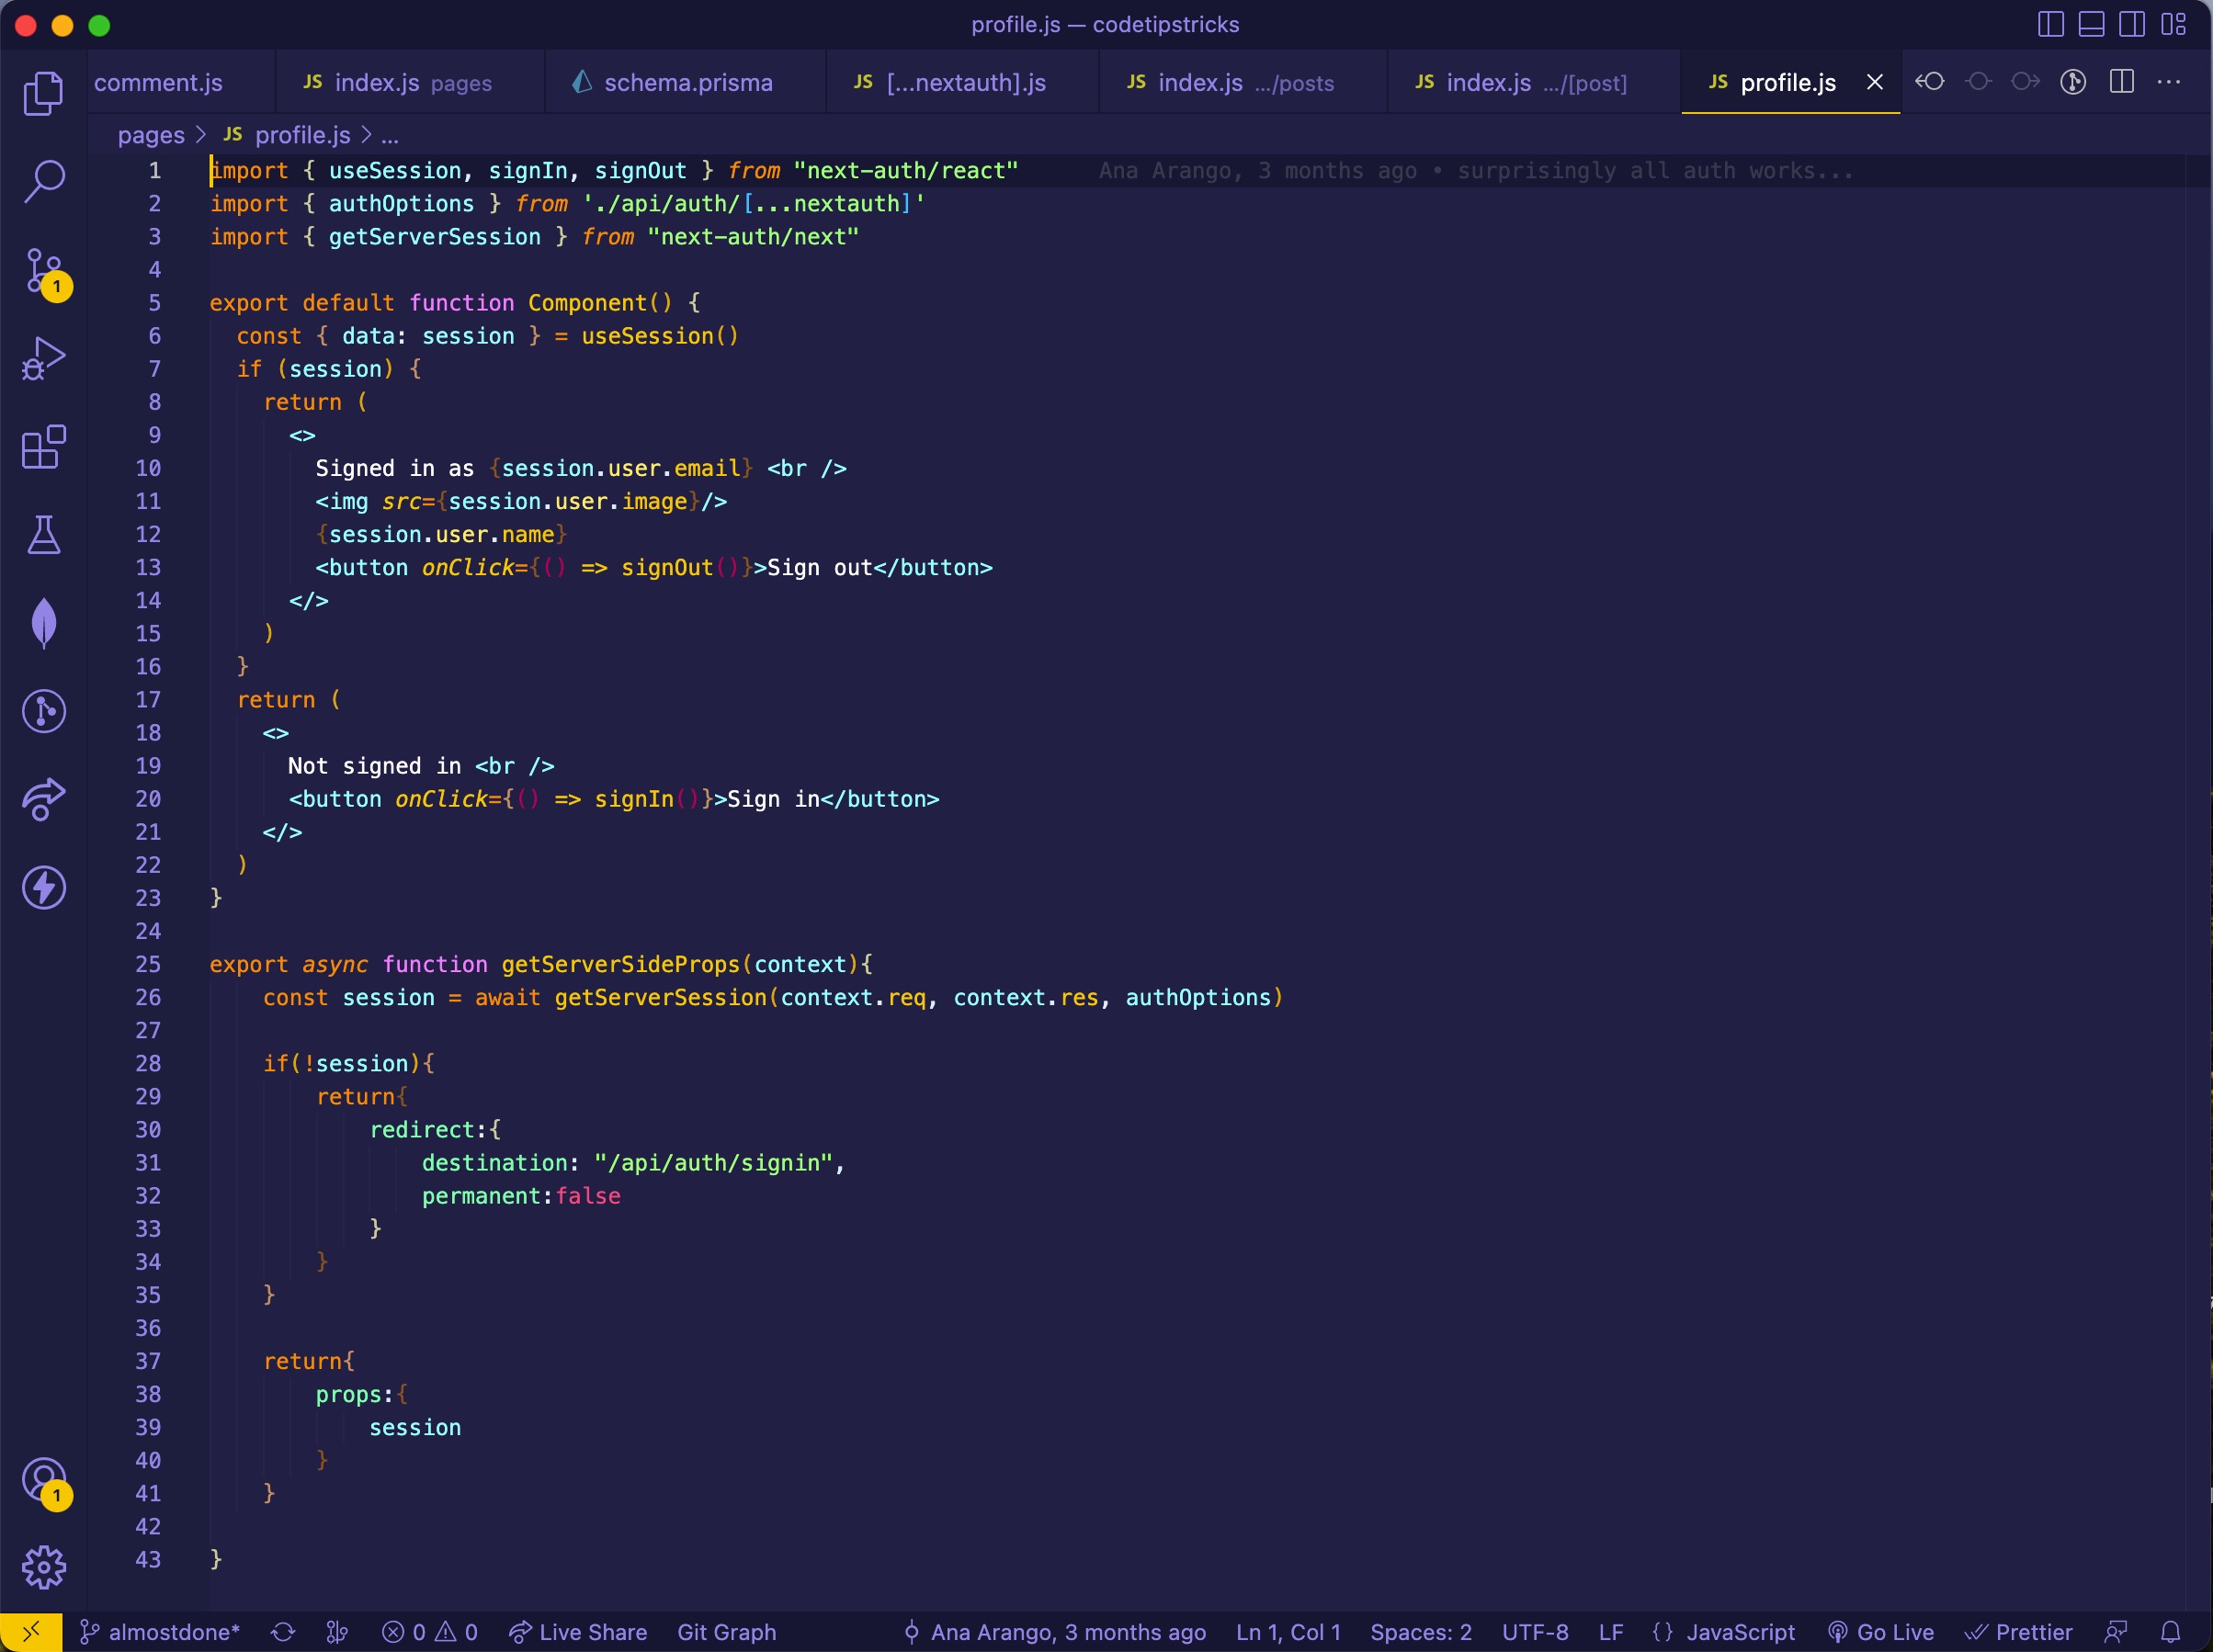 profile.js — codetipstricks
comment.js JS index.js pages schema.prisma JS [...nextauth].js JS index.js .../posts JS index.js .../[post] JS profile.js
pages > JS profile.js > ...
1 import { useSession, signIn, signOut } from "next-auth/react" Ana Arango, 3 months ago • surprisingly all auth works...
2 import { authOptions } from './api/auth/[...nextauth]'
3 import { getServerSession } from "next-auth/next"
4
5 export default function Component() {
6 const { data: session } = useSession()
7 if (session) {
8 return (
9 <>
10 Signed in as {session.user.email} <br />
11 <img src={session.user.image}/>
12 {session.user.name}
13 <button onClick={() => signOut()}>Sign out</button>
14 </>
15 )
16 }
17 return (
18 <>
19 Not signed in <br />
20 <button onClick={() => signIn()}>Sign in</button>
21 </>
22 )
23 }
24
25 export async function getServerSideProps(context){
26 const session = await getServerSession(context.req, context.res, authOptions)
27
28 if(!session){
29 return{
30 redirect:{
31 destination: "/api/auth/signin",
32 permanent:false
33 }
34 }
35 }
36
37 return{
38 props:{
39 session
40 }
41 }
42
43 }
1
1
almostdone* 0 0 Live Share Git Graph Ana Arango, 3 months ago Ln 1, Col 1 Spaces: 2 UTF-8 LF {} JavaScript Go Live Prettier